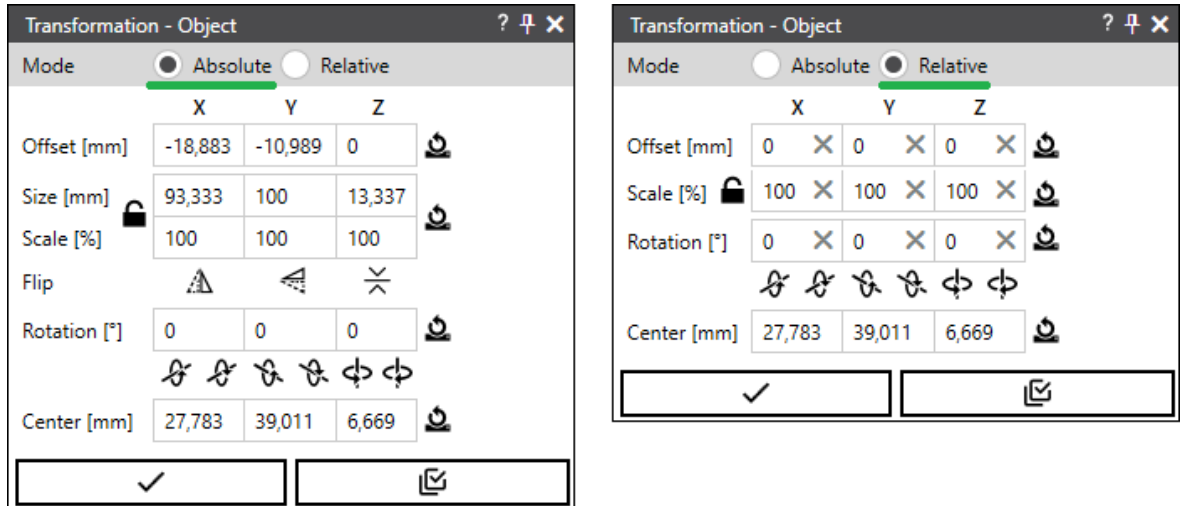 Transformation - Object ?
Mode Absolute Relative
X Y Z
Offset [mm] -18,883 -10,989 0
Size [mm] 93,333 100 13,337
Scale [%] 100 100 100
Flip
Rotation [°] 0 0 0
Center [mm] 27,783 39,011 6,669
Transformation - Object ?
Mode Absolute Relative
X Y Z
Offset [mm] 0 0 0
Scale [%] 100 100 100
Rotation [°] 0 0 0
Center [mm] 27,783 39,011 6,669